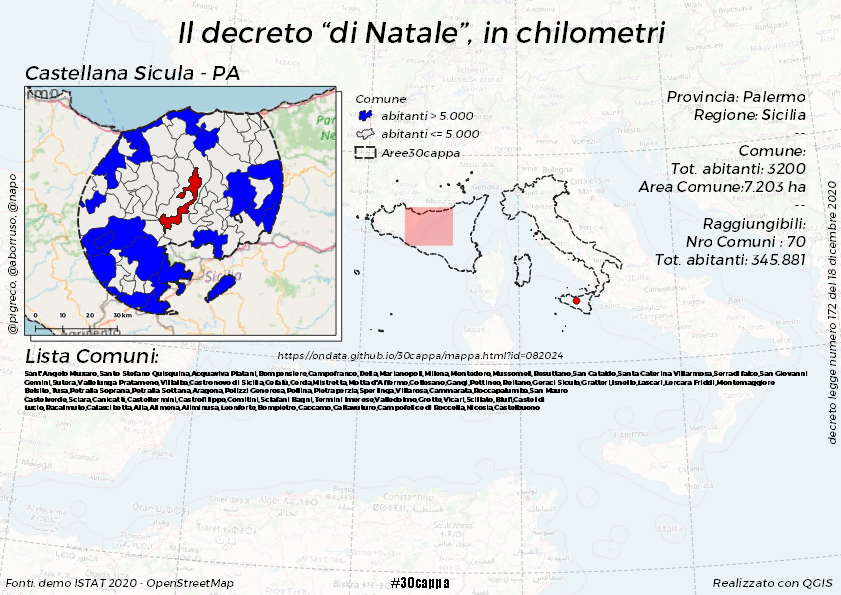 Il decreto “di Natale”, in chilometri
Castellana Sicula - PA
Comune
abitanti > 5.000
abitanti <= 5.000
Aree30cappa
Provincia: Palermo
Regione: Sicilia
--
Comune:
Tot. abitanti: 3200
Area Comune:7.203 ha
--
Raggiungibili:
Nro Comuni : 70
Tot. abitanti: 345.881
Sicilia
0 10 20 30 km
@pigreco, @aborruso, @napo
decreto legge numero 172 del 18 dicembre 2020
Lista Comuni:
https://ondata.github.io/30cappa/mappa.html?id=082024
Sant'Angelo Muxaro,Santo Stefano Quisquina,Acquaviva Platani,Bompensiere,Campofranco,Delia,Marianopoli,Milena,Montedoro,Mussomeli,Resuttano,San Cataldo,Santa Caterina Villarmosa,Serradifalco,San Giovanni
Gemini,Sutera,Vallelunga Pratameno,Villalba,Castronovo di Sicilia,Cefalù,Cerda,Mistretta,Motta d'Affermo,Collesano,Gangi,Pettineo,Reitano,Geraci Siculo,Gratteri,Isnello,Lascari,Lercara Friddi,Montemaggiore
Belsito,Tusa,Petralia Soprana,Petralia Sottana,Aragona,Polizzi Generosa,Pollina,Pietraperzia,Sperlinga,Villarosa,Cammarata,Roccapalumba,San Mauro
Castelverde,Sciara,Canicattì,Casteltermini,Castrofilippo,Comitini,Sclafani Bagni,Termini Imerese,Valledolmo,Grotte,Vicari,Scillato,Blufi,Castel di
Lucio,Racalmuto,Calascibetta,Alia,Alimena,Aliminusa,Leonforte,Bompietro,Caccamo,Caltavuturo,Campofelice di Roccella,Nicosia,Castelbuono
Constantine
Fonti: demo ISTAT 2020 - OpenStreetMap
#30cappa
Realizzato con QGIS